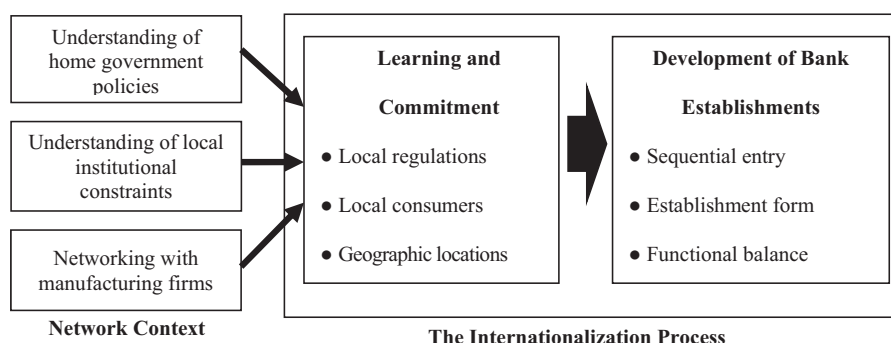 Understanding of
home government
policies
Understanding of local
institutional
constraints
Networking with
manufacturing firms
Network Context
Learning and
Commitment
● Local regulations
● Local consumers
● Geographic locations
Development of Bank
Establishments
● Sequential entry
● Establishment form
● Functional balance
The Internationalization Process